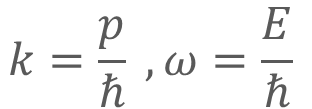 k = p/ℏ , ω = E/ℏ